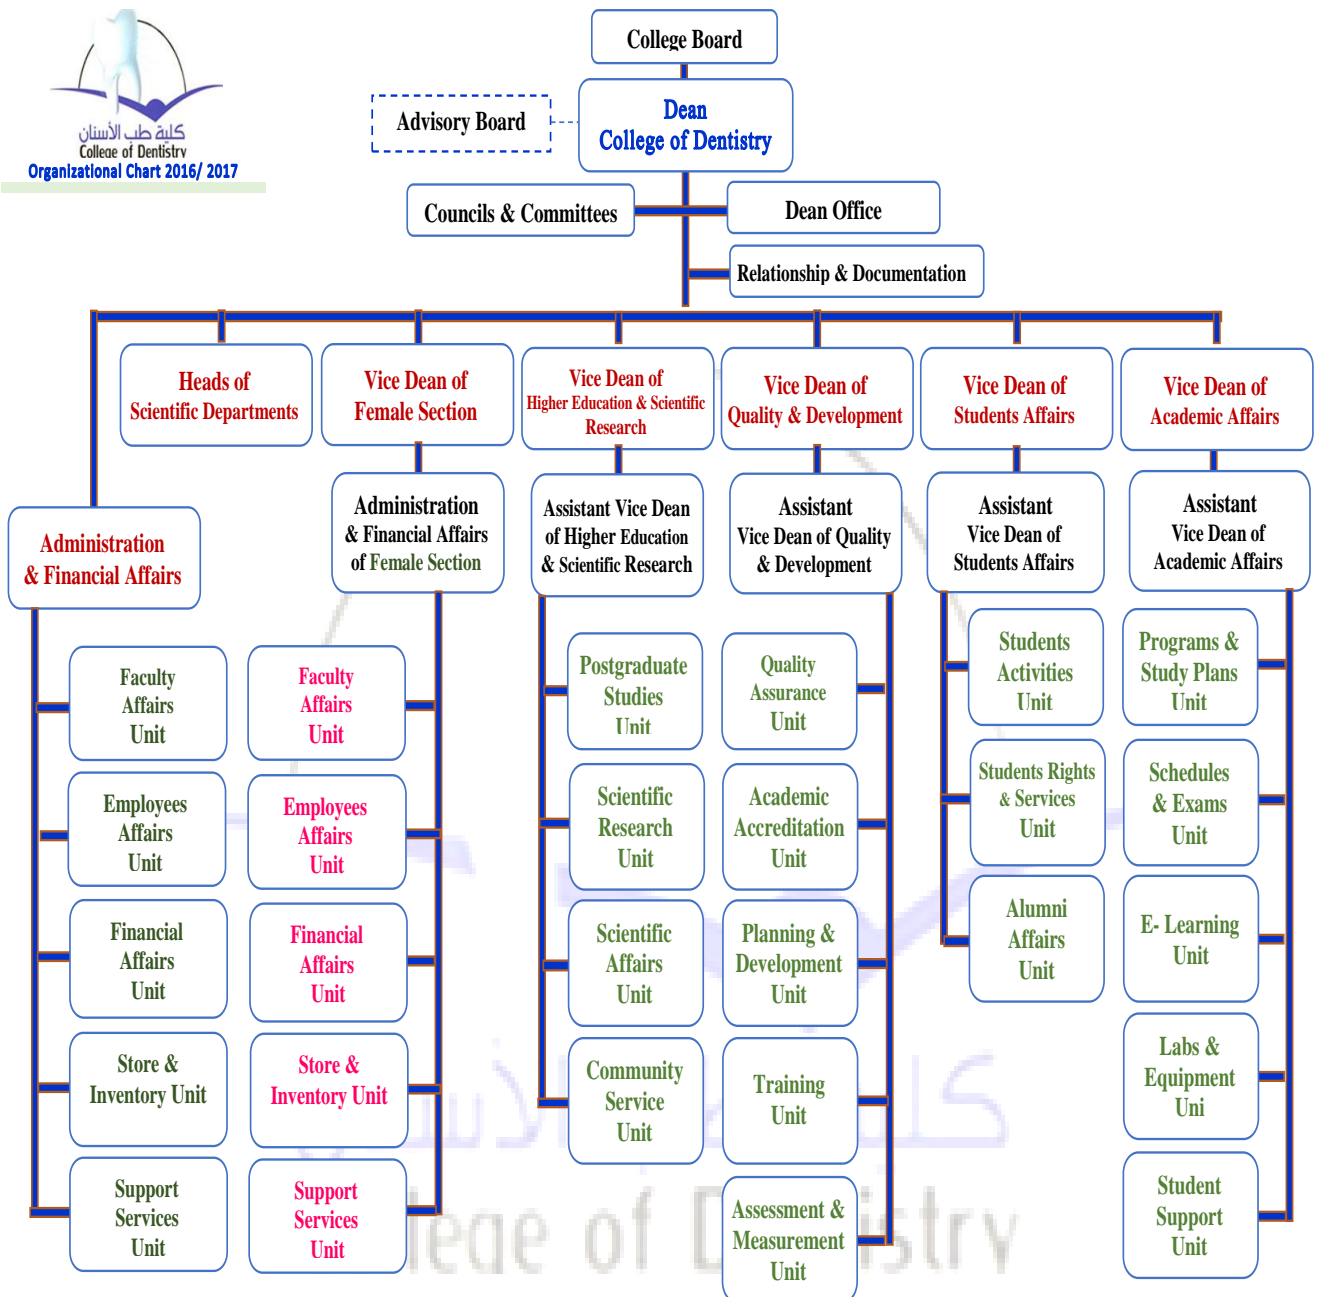 كلية طب الأسنان
College of Dentistry
Organizational Chart 2016/ 2017
College Board
Advisory Board
Dean
College of Dentistry
Councils & Committees
Dean Office
Relationship & Documentation
Heads of
Scientific Departments
Vice Dean of
Female Section
Vice Dean of
Higher Education & Scientific
Research
Vice Dean of
Quality & Development
Vice Dean of
Students Affairs
Vice Dean of
Academic Affairs
Administration
& Financial Affairs
Administration
& Financial Affairs
of Female Section
Assistant Vice Dean
of Higher Education
& Scientific Research
Assistant
Vice Dean of Quality
& Development
Assistant
Vice Dean of
Students Affairs
Assistant
Vice Dean of
Academic Affairs
Faculty
Affairs
Unit
Employees
Affairs
Unit
Financial
Affairs
Unit
Store &
Inventory Unit
Support
Services
Unit
Faculty
Affairs
Unit
Employees
Affairs
Unit
Financial
Affairs
Unit
Store &
Inventory Unit
Support
Services
Unit
Postgraduate
Studies
Unit
Scientific
Research
Unit
Scientific
Affairs
Unit
Community
Service
Unit
Quality
Assurance
Unit
Academic
Accreditation
Unit
Planning &
Development
Unit
Training
Unit
Assessment &
Measurement
Unit
Students
Activities
Unit
Students Rights
& Services
Unit
Alumni
Affairs
Unit
Programs &
Study Plans
Unit
Schedules
& Exams
Unit
E- Learning
Unit
Labs &
Equipment
Uni
Student
Support
Unit